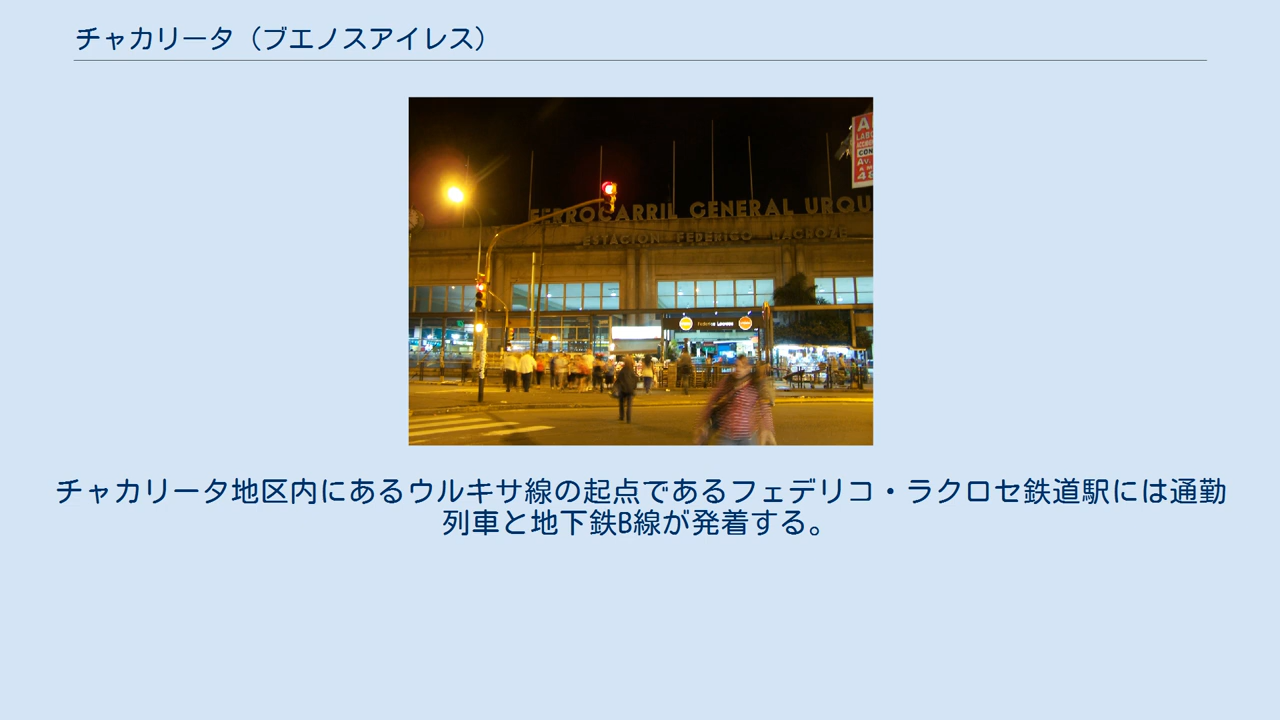 チャカリータ（ブエノスアイレス）
FERROCARRIL GENERAL URQU
ESTACION FEDERICO LACROZE
Federico Lacroze
チャカリータ地区内にあるウルキサ線の起点であるフェデリコ・ラクロセ鉄道駅には通勤
列車と地下鉄B線が発着する。